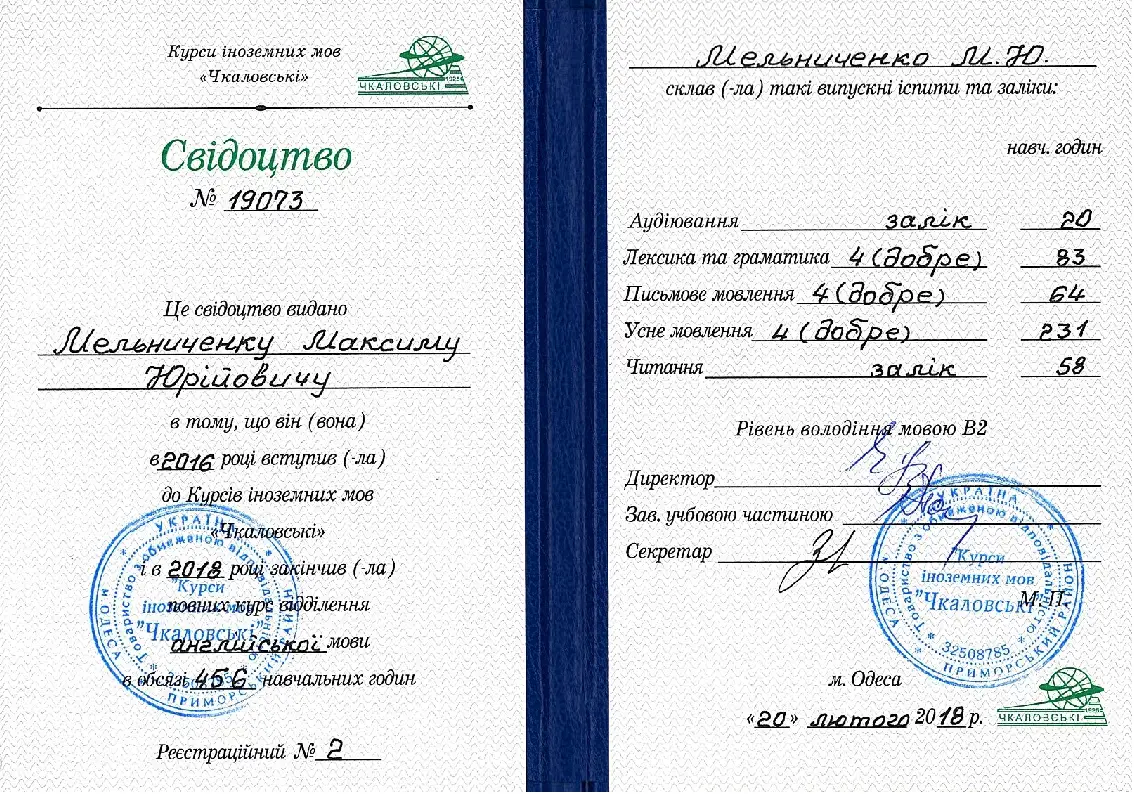 Курси іноземних мов
«Чкаловські»
ЧКАЛОВСЬКІ
Свідоцтво
№ 19073
Це свідоцтво видано
Мельниченку Максиму
Юрійовичу
в тому, що він (вона)
в 2016 році вступив (-ла)
до Курсів іноземних мов
«Чкаловські»
і в 2018 році закінчив (-ла)
повних курс відділення
англійської мови
в обсязі 456 навчальних годин
Реєстраційний № 2
УКРАЇНА
М.ОДЕСА
ПРИМОРСЬКИЙ РАЙОН
Товариство з обмеженою відповідальністю
"Курси
іноземних мов
"Чкаловські"
Мельниченко М.Ю.
склав (-ла) такі випускні іспити та заліки:
навч. годин
Аудіювання залік 20
Лексика та граматика 4 (добре) 83
Письмове мовлення 4 (добре) 64
Усне мовлення 4 (добре) 231
Читання залік 58
Рівень володіння мовою В2
Директор
Зав. учбовою частиною
Секретар
УКРАЇНА
М.ОДЕСА
ПРИМОРСЬКИЙ РАЙОН
Товариство з обмеженою відповідальністю
"Курси
іноземних мов
"Чкаловські"
32508785
М.П.
м. Одеса
«20» лютого 2018 р.
ЧКАЛОВСЬКІ